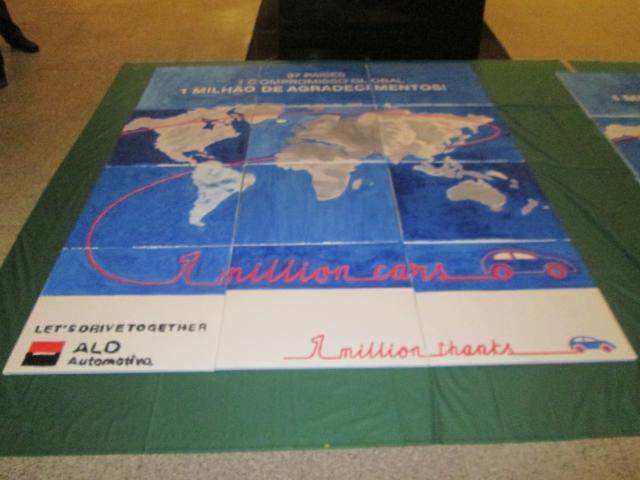 37 PAÍSES
1 COMPROMISSO GLOBAL
1 MILHÃO DE AGRADECIMENTOS!
1 million cars
LET'S DRIVE TOGETHER
ALD
Automotive
1 million thanks